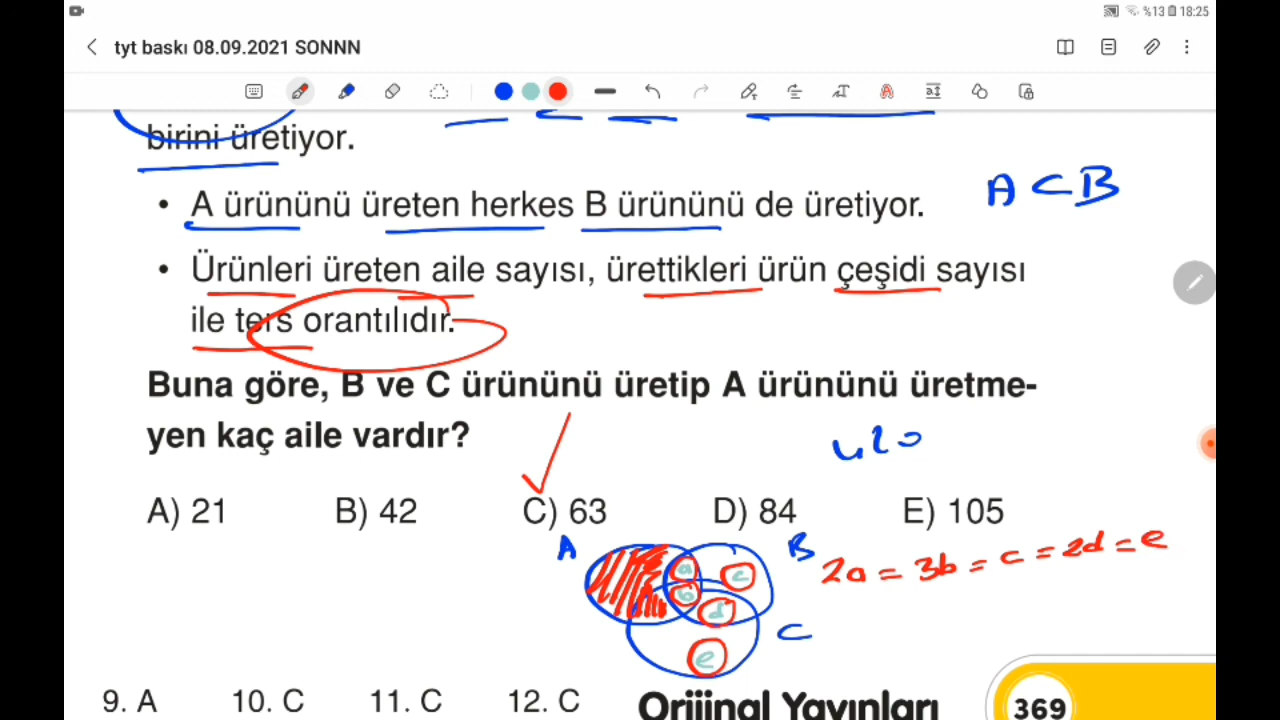 %13 18:25
tyt baskı 08.09.2021 SONNN
birini üretiyor.
• A ürününü üreten herkes B ürününü de üretiyor.
A ⊂ B
• Ürünleri üreten aile sayısı, ürettikleri ürün çeşidi sayısı
ile ters orantılıdır.
Buna göre, B ve C ürününü üretip A ürününü üretme-
yen kaç aile vardır?
420
A) 21 B) 42 C) 63 D) 84 E) 105
A B
2a = 3b = c = 2d = e
a c
b d
C
e
9. A 10. C 11. C 12. C
Orijinal Yayınları 369